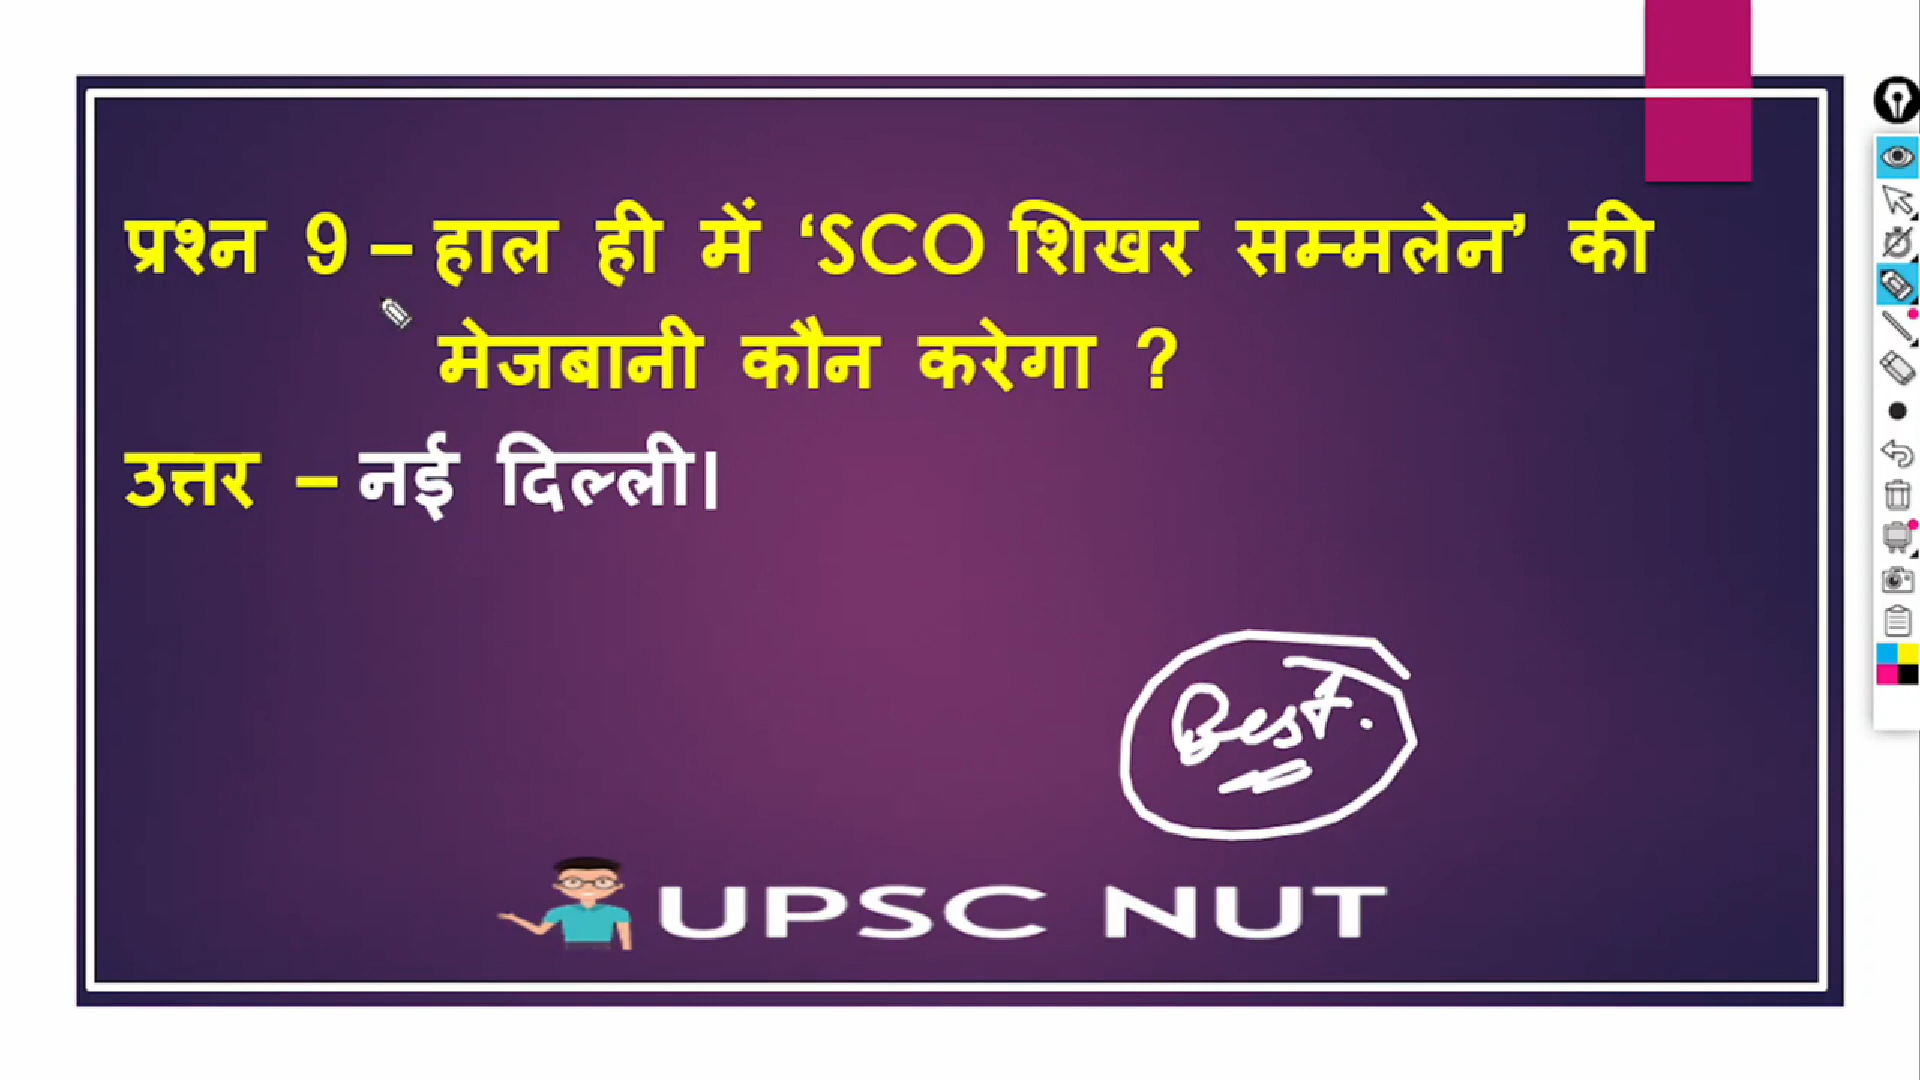 प्रश्न 9 – हाल ही में ‘SCO शिखर सम्मलेन’ की
मेजबानी कौन करेगा ?
उत्तर – नई दिल्ली।
Best.
UPSC NUT